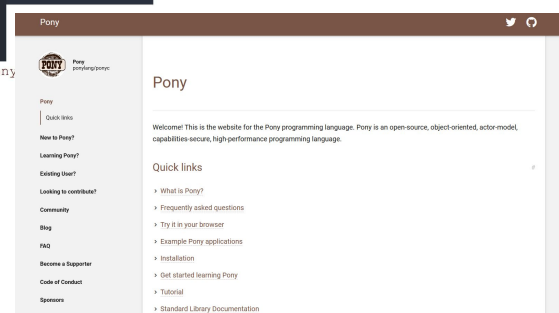 Pony
ny
PONY
Pony
ponylang/ponyc
Pony
Quick links
New to Pony?
Learning Pony?
Existing User?
Looking to contribute?
Community
Blog
FAQ
Become a Supporter
Code of Conduct
Sponsors
Pony
Welcome! This is the website for the Pony programming language. Pony is an open-source, object-oriented, actor-model,
capabilities-secure, high-performance programming language.
Quick links #
› What is Pony?
› Frequently asked questions
› Try it in your browser
› Example Pony applications
› Installation
› Get started learning Pony
› Tutorial
› Standard Library Documentation